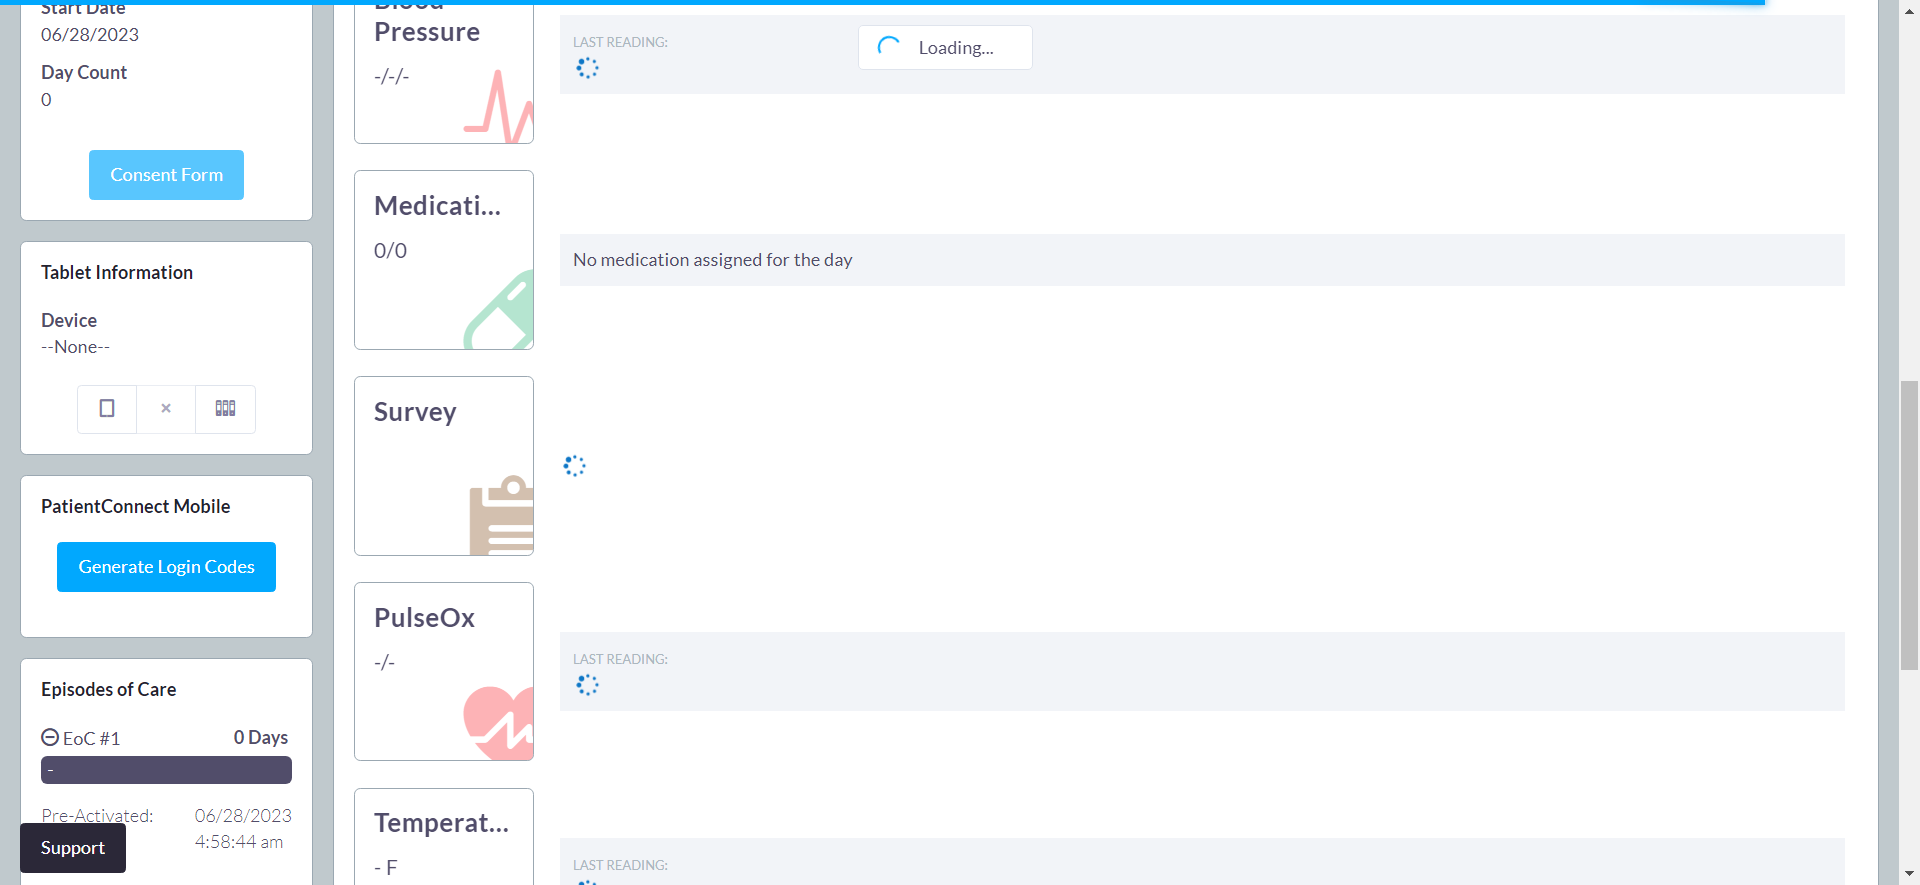 Start Date
06/28/2023
Day Count
0
Consent Form
Tablet Information
Device
--None--
PatientConnect Mobile
Generate Login Codes
Episodes of Care
EoC #1
0 Days
-
Pre-Activated:
06/28/2023
4:58:44 am
Support
Blood
Pressure
-/-/-
LAST READING:
Loading...
Medicati...
0/0
No medication assigned for the day
Survey
PulseOx
-/-
LAST READING:
Temperat...
- F
LAST READING: